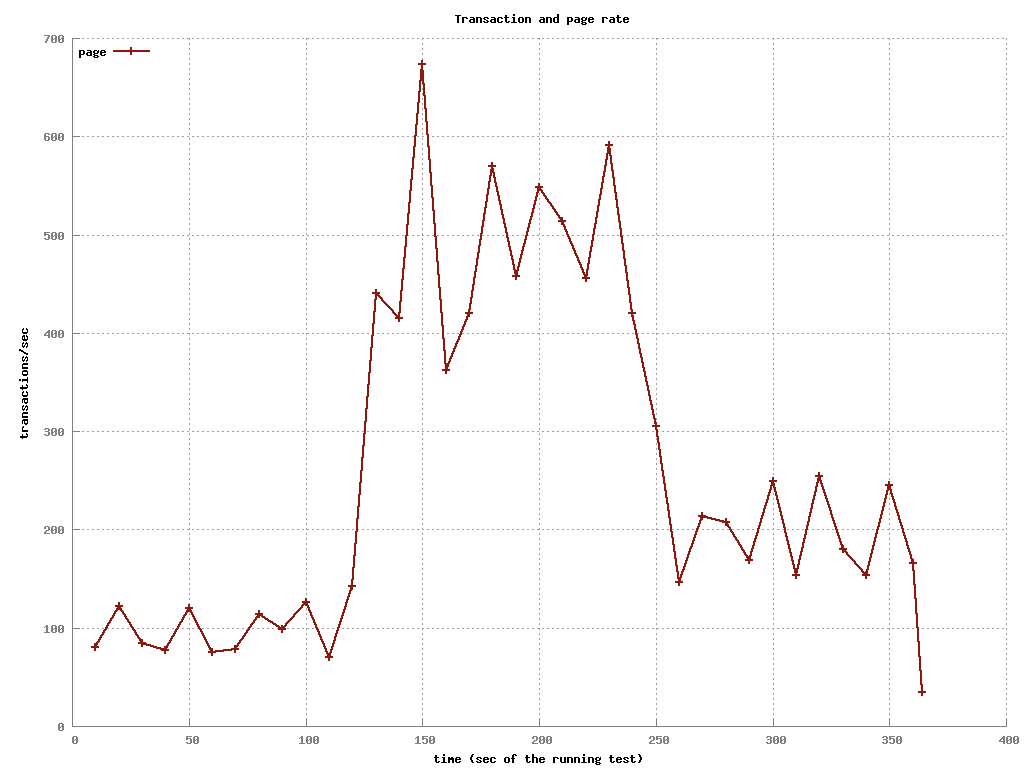 Transaction and page rate
page
700
600
500
400
300
200
100
0
transactions/sec
0 50 100 150 200 250 300 350 400
time (sec of the running test)